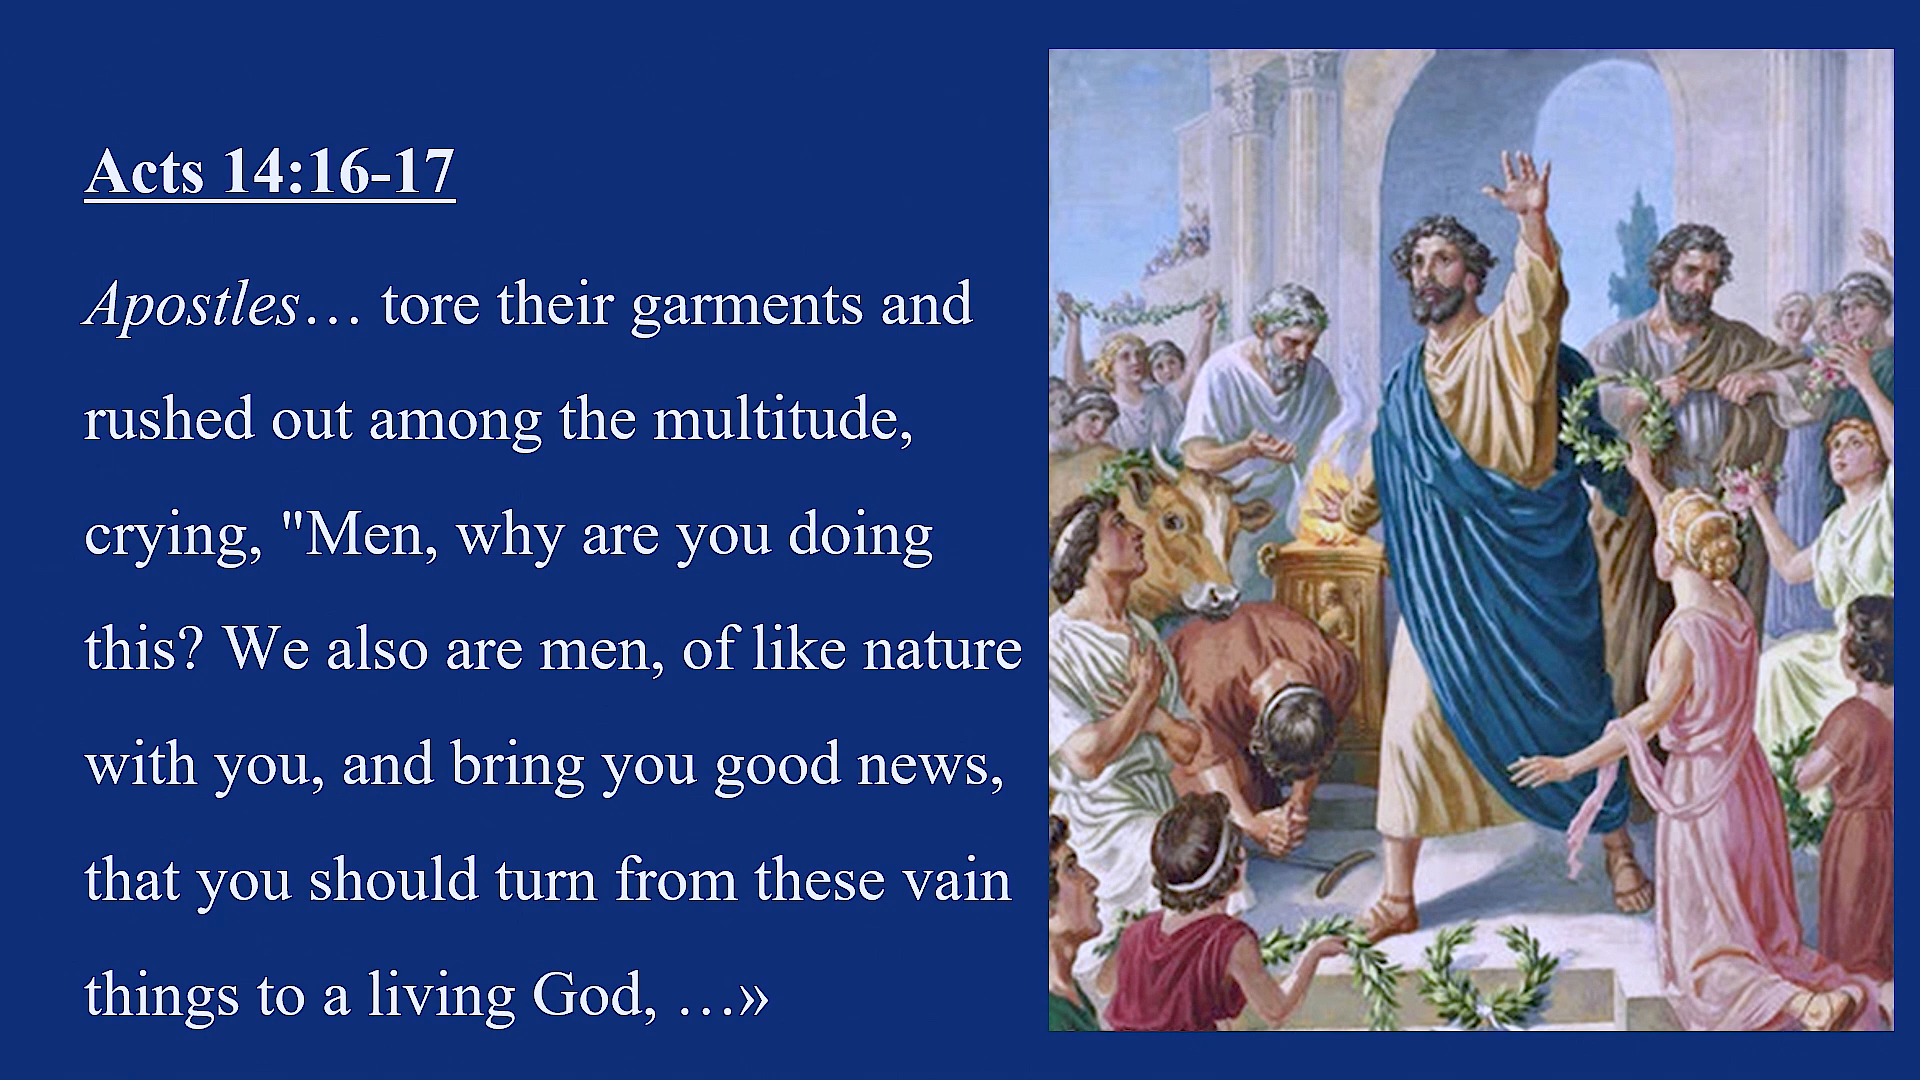 Acts 14:16-17
Apostles… tore their garments and
rushed out among the multitude,
crying, "Men, why are you doing
this? We also are men, of like nature
with you, and bring you good news,
that you should turn from these vain
things to a living God, …»